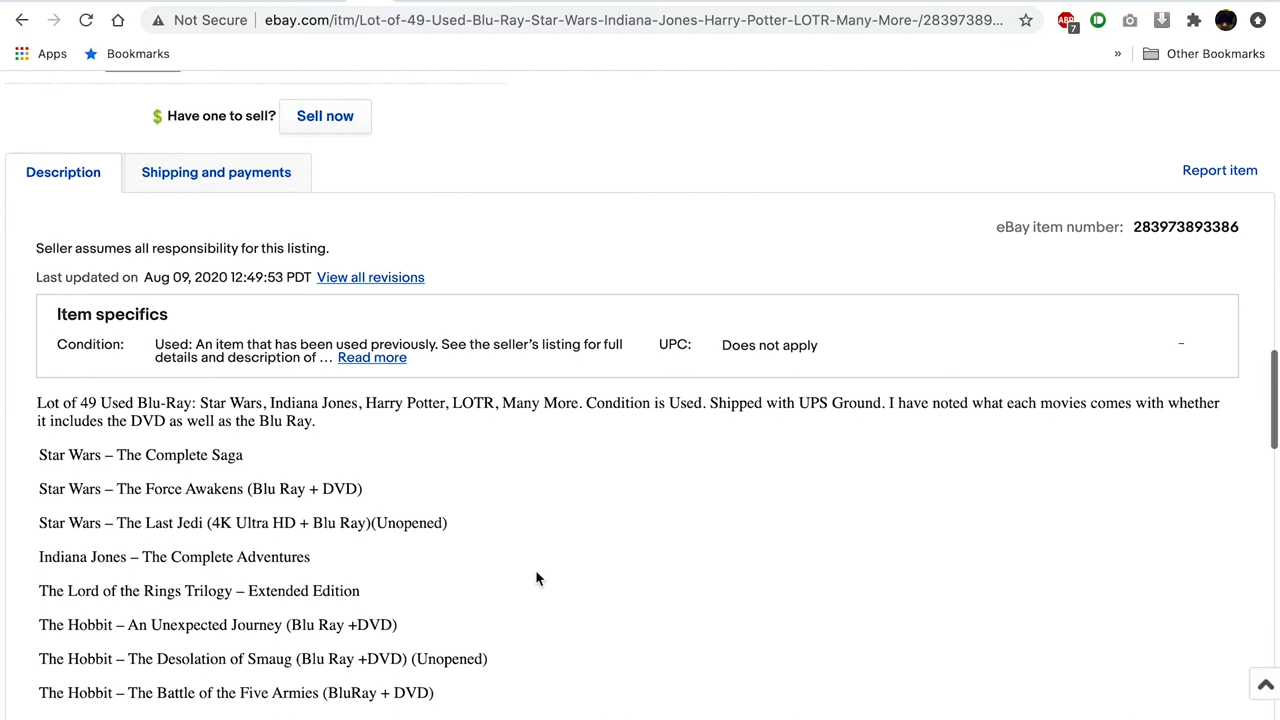 Not Secure ebay.com/itm/Lot-of-49-Used-Blu-Ray-Star-Wars-Indiana-Jones-Harry-Potter-LOTR-Many-More-/28397389...
ABP
7
Apps Bookmarks » Other Bookmarks
$ Have one to sell? Sell now
Description Shipping and payments Report item
eBay item number: 283973893386
Seller assumes all responsibility for this listing.
Last updated on Aug 09, 2020 12:49:53 PDT View all revisions
Item specifics
Condition: Used: An item that has been used previously. See the seller's listing for full UPC: Does not apply –
details and description of ... Read more
Lot of 49 Used Blu-Ray: Star Wars, Indiana Jones, Harry Potter, LOTR, Many More. Condition is Used. Shipped with UPS Ground. I have noted what each movies comes with whether
it includes the DVD as well as the Blu Ray.
Star Wars – The Complete Saga
Star Wars – The Force Awakens (Blu Ray + DVD)
Star Wars – The Last Jedi (4K Ultra HD + Blu Ray)(Unopened)
Indiana Jones – The Complete Adventures
The Lord of the Rings Trilogy – Extended Edition
The Hobbit – An Unexpected Journey (Blu Ray +DVD)
The Hobbit – The Desolation of Smaug (Blu Ray +DVD) (Unopened)
The Hobbit – The Battle of the Five Armies (BluRay + DVD)